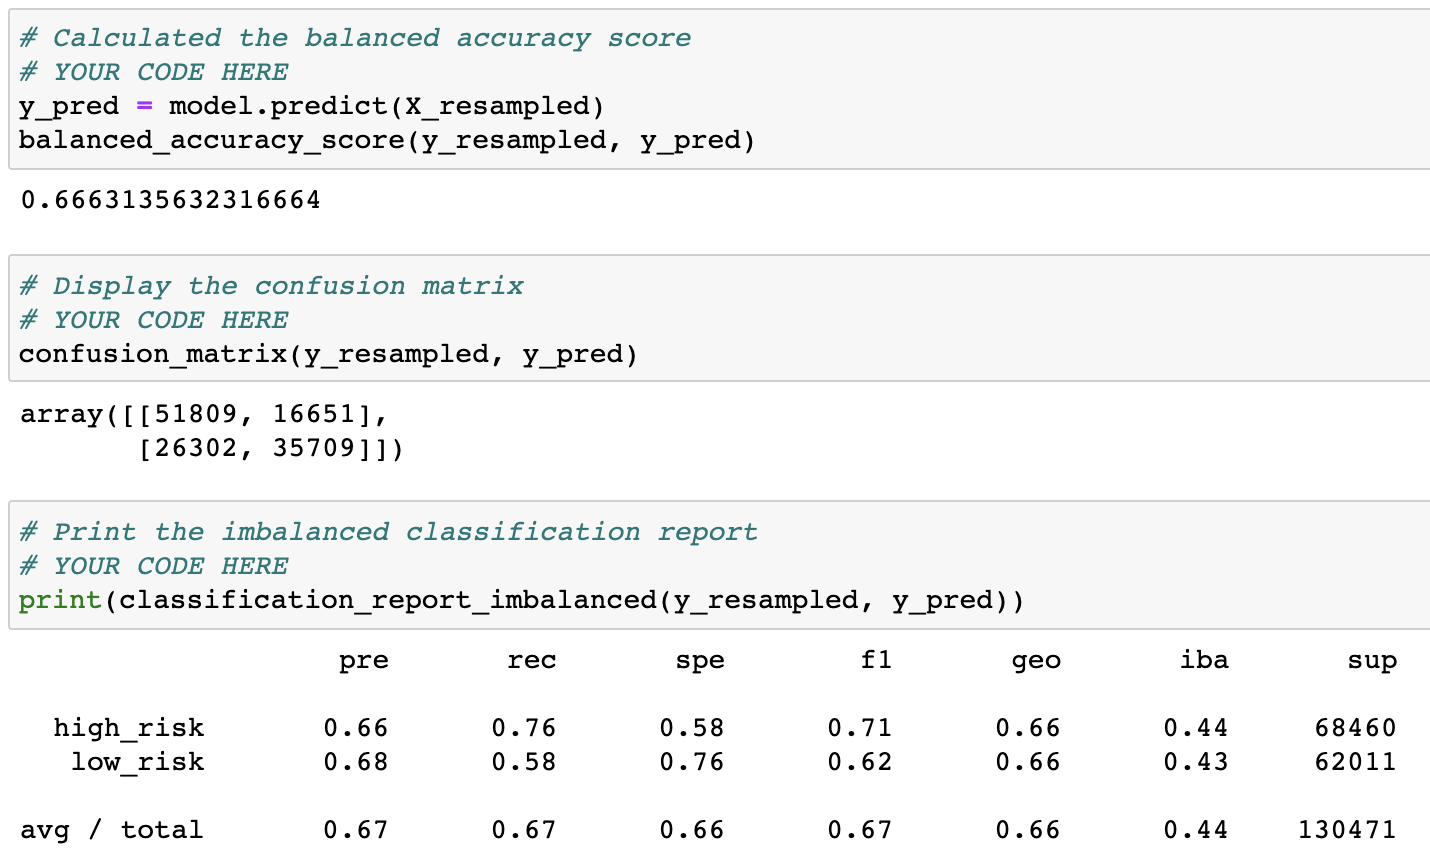 # Calculated the balanced accuracy score
# YOUR CODE HERE
y_pred = model.predict(X_resampled)
balanced_accuracy_score(y_resampled, y_pred)
0.6663135632316664
# Display the confusion matrix
# YOUR CODE HERE
confusion_matrix(y_resampled, y_pred)
array([[51809, 16651],
       [26302, 35709]])
# Print the imbalanced classification report
# YOUR CODE HERE
print(classification_report_imbalanced(y_resampled, y_pred))
                   pre       rec       spe        f1       geo       iba       sup
  high_risk       0.66      0.76      0.58      0.71      0.66      0.44     68460
   low_risk       0.68      0.58      0.76      0.62      0.66      0.43     62011
avg / total       0.67      0.67      0.66      0.67      0.66      0.44    130471